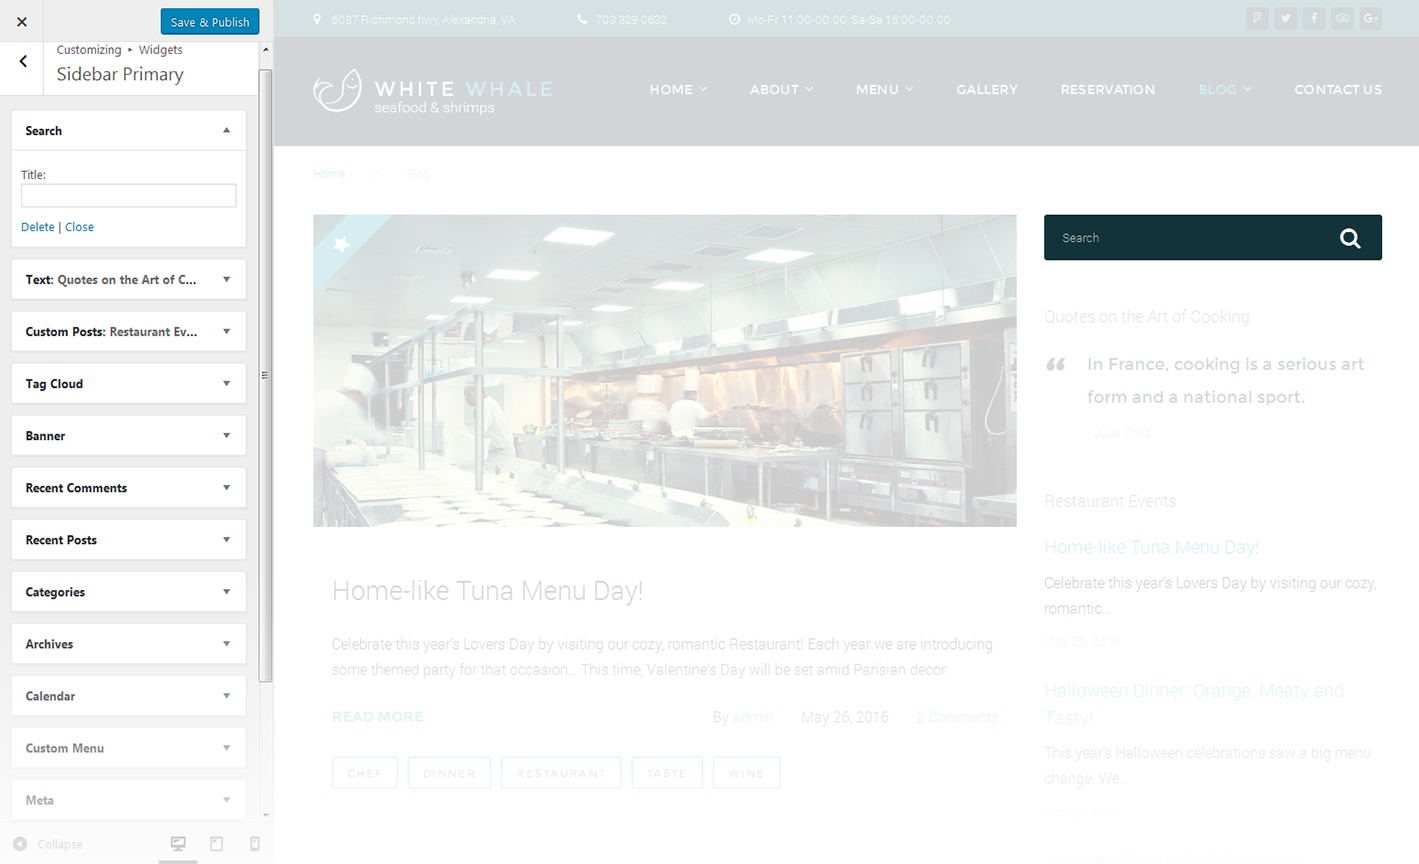 Save & Publish
Customizing ▸ Widgets
Sidebar Primary
Search
Title:
Delete | Close
Text: Quotes on the Art of C...
Custom Posts: Restaurant Ev...
Tag Cloud
Banner
Recent Comments
Recent Posts
Categories
Archives
Calendar
Custom Menu
Meta
Collapse
6087 Richmond hwy, Alexandria, VA
703 329 0632
Mo-Fr 11:00-00:00, Sa-Sa 15:00-00:00
WHITE WHALE
seafood & shrimps
HOME
ABOUT
MENU
GALLERY
RESERVATION
BLOG
CONTACT US
Home / Blog
Home-like Tuna Menu Day!
Celebrate this year's Lovers Day by visiting our cozy, romantic Restaurant! Each year we are introducing
some themed party for that occasion... This time, Valentine's Day will be set amid Parisian decor.
READ MORE
By admin
May 26, 2016
2 Comments
CHEF
DINNER
RESTAURANT
TASTE
WINE
Search
Quotes on the Art of Cooking
“ In France, cooking is a serious art
form and a national sport.
- Julia Child
Restaurant Events
Home-like Tuna Menu Day!
Celebrate this year's Lovers Day by visiting our cozy,
romantic...
May 26, 2016
Halloween Dinner: Orange, Meaty and
Tasty!
This year's Halloween celebrations saw a big menu
change. We...